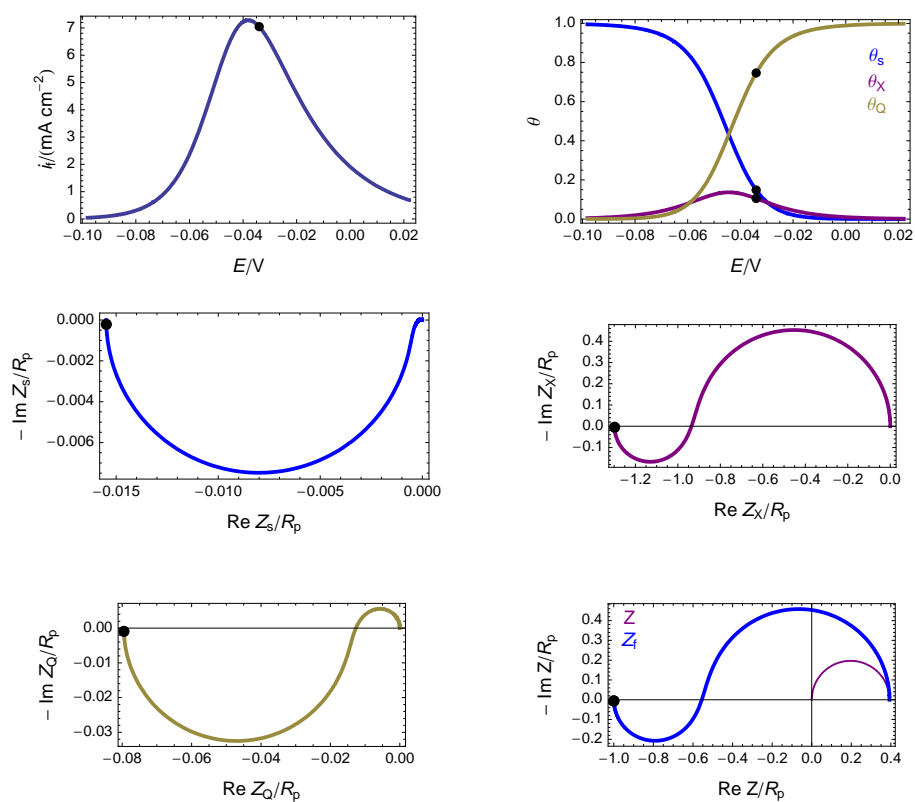 i_f/(mA cm⁻²)
7
6
5
4
3
2
1
0
−0.10 −0.08 −0.06 −0.04 −0.02 0.00 0.02
E/V
θ
1.0
0.8
0.6
0.4
0.2
0.0
θ_s
θ_X
θ_Q
−0.10 −0.08 −0.06 −0.04 −0.02 0.00 0.02
E/V
− Im Z_s/R_p
0.000
−0.002
−0.004
−0.006
−0.015 −0.010 −0.005 0.000
Re Z_s/R_p
− Im Z_X/R_p
0.4
0.3
0.2
0.1
0.0
−0.1
−1.2 −1.0 −0.8 −0.6 −0.4 −0.2 0.0
Re Z_X/R_p
− Im Z_Q/R_p
0.00
−0.01
−0.02
−0.03
−0.08 −0.06 −0.04 −0.02 0.00
Re Z_Q/R_p
− Im Z/R_p
0.4
0.3
0.2
0.1
0.0
−0.1
−0.2
Z
Z_f
−1.0 −0.8 −0.6 −0.4 −0.2 0.0 0.2 0.4
Re Z/R_p